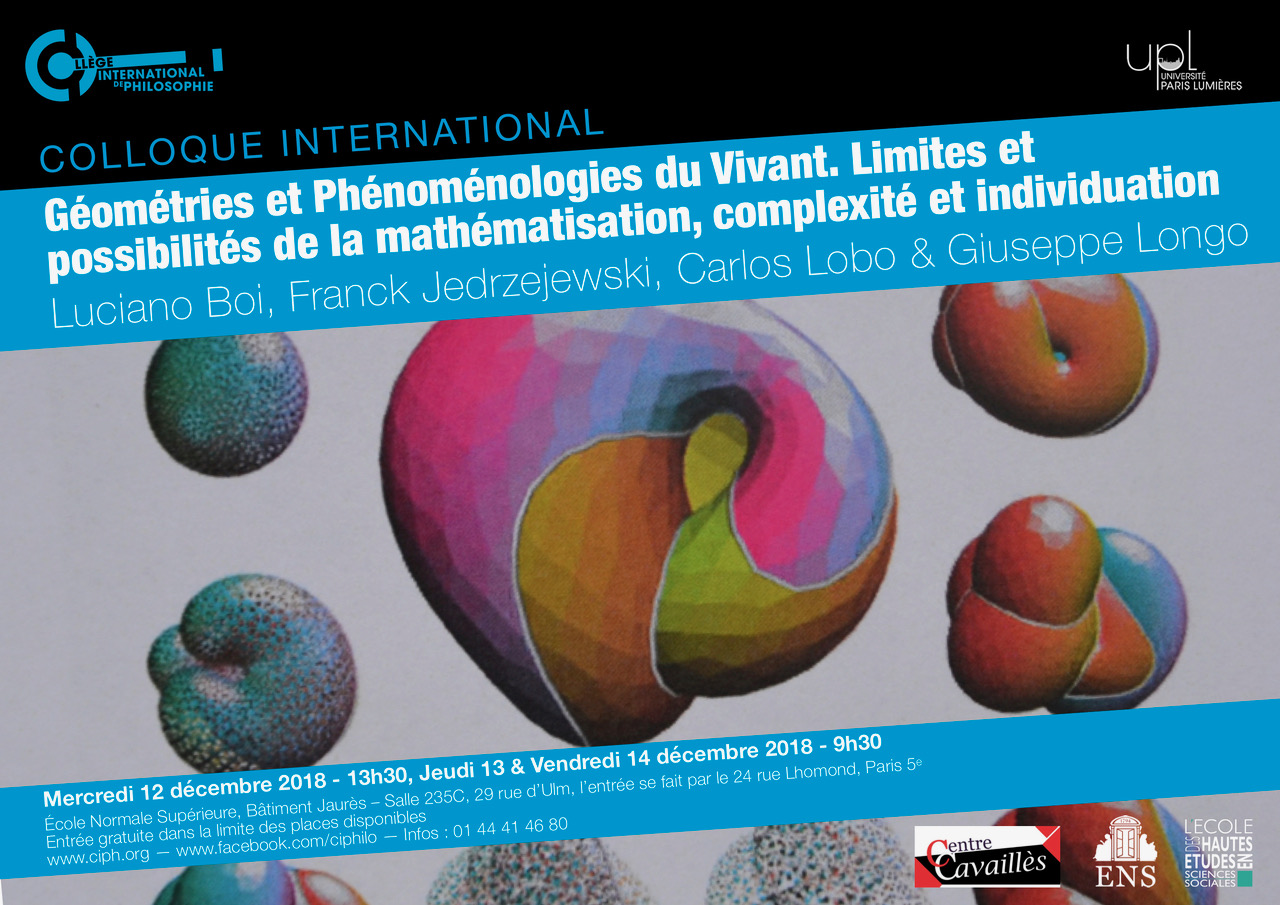 COLLÈGE
INTERNATIONAL
DE PHILOSOPHIE
upl
UNIVERSITÉ
PARIS LUMIÈRES
COLLOQUE INTERNATIONAL
Géométries et Phénoménologies du Vivant. Limites et
possibilités de la mathématisation, complexité et individuation
Luciano Boi, Franck Jedrzejewski, Carlos Lobo & Giuseppe Longo
Mercredi 12 décembre 2018 - 13h30, Jeudi 13 & Vendredi 14 décembre 2018 - 9h30
École Normale Supérieure, Bâtiment Jaurès – Salle 235C, 29 rue d'Ulm, l'entrée se fait par le 24 rue Lhomond, Paris 5e
Entrée gratuite dans la limite des places disponibles
www.ciph.org — www.facebook.com/ciphilo — Infos : 01 44 41 46 80
Centre
Cavaillès
ENS
L'ECOLE
DES HAUTES
ETUDES EN
SCIENCES
SOCIALES